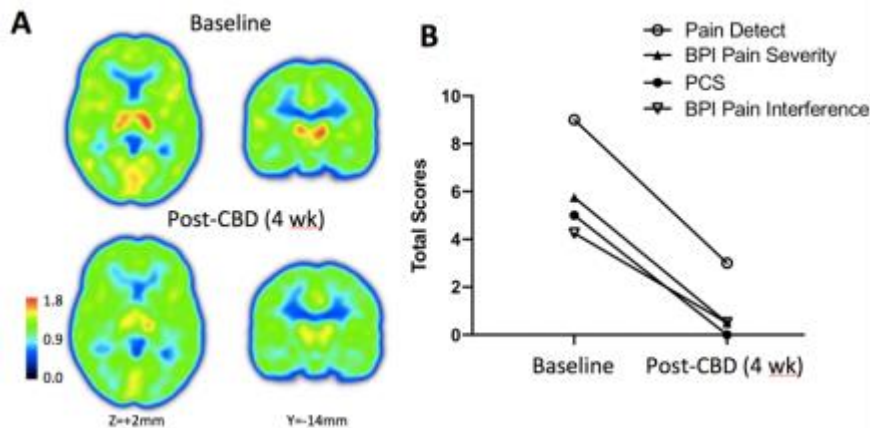 A
Baseline
Post-CBD (4 wk)
1.8
0.9
0.0
Z=+2mm
Y=-14mm
B
Pain Detect
BPI Pain Severity
PCS
BPI Pain Interference
Total Scores
10
8
6
4
2
0
Baseline
Post-CBD (4 wk)